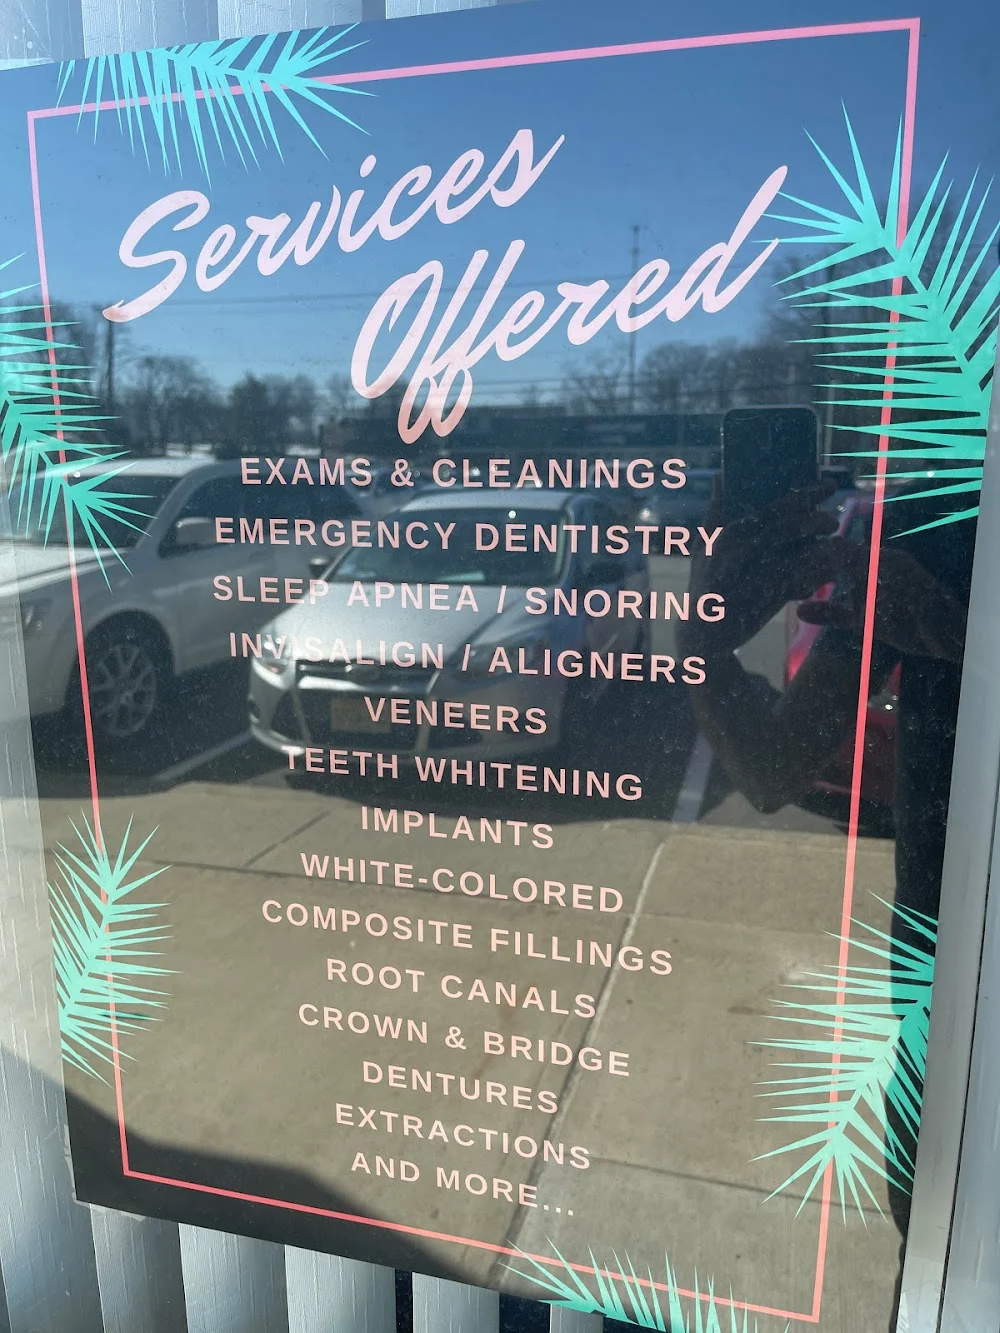 Services
Offered
EXAMS & CLEANINGS
EMERGENCY DENTISTRY
SLEEP APNEA / SNORING
INVISALIGN / ALIGNERS
VENEERS
TEETH WHITENING
IMPLANTS
WHITE-COLORED
COMPOSITE FILLINGS
ROOT CANALS
CROWN & BRIDGE
DENTURES
EXTRACTIONS
AND MORE...